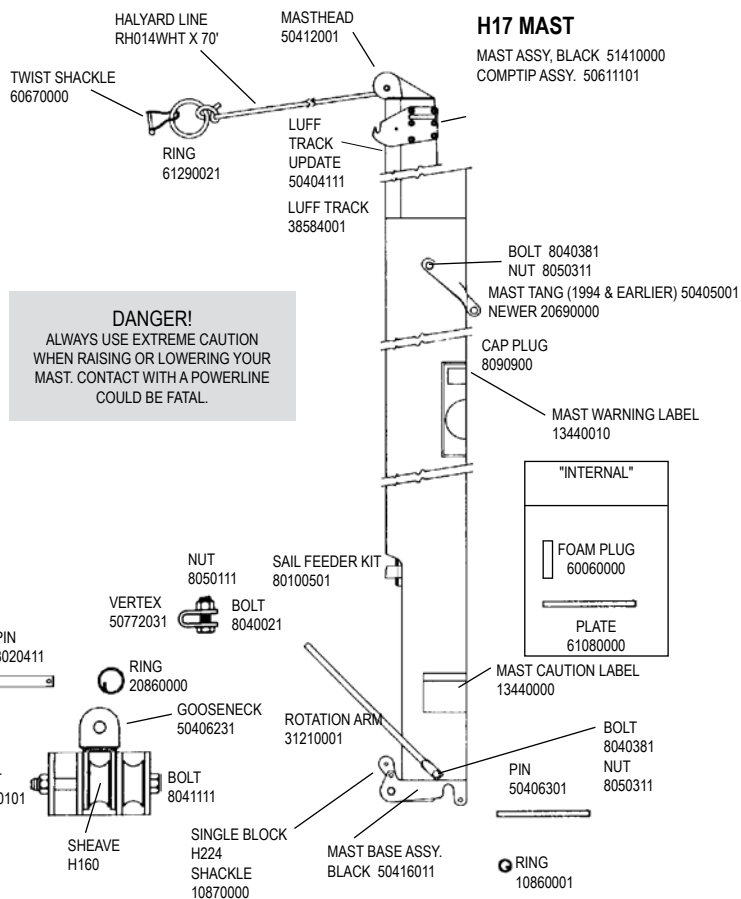 H17 MAST
MAST ASSY, BLACK 51410000
COMPTIP ASSY. 50611101
HALYARD LINE
RH014WHT X 70'
MASTHEAD
50412001
TWIST SHACKLE
60670000
RING
61290021
LUFF
TRACK
UPDATE
50404111
LUFF TRACK
38584001
BOLT 8040381
NUT 8050311
MAST TANG (1994 & EARLIER) 50405001
NEWER 20690000
DANGER!
ALWAYS USE EXTREME CAUTION
WHEN RAISING OR LOWERING YOUR
MAST. CONTACT WITH A POWERLINE
COULD BE FATAL.
CAP PLUG
8090900
MAST WARNING LABEL
13440010
"INTERNAL"
FOAM PLUG
60060000
PLATE
61080000
NUT
8050111
SAIL FEEDER KIT
80100501
VERTEX
50772031
BOLT
8040021
RING
20860000
GOOSENECK
50406231
MAST CAUTION LABEL
13440000
ROTATION ARM
31210001
BOLT
8040381
NUT
8050311
BOLT
8041111
PIN
50406301
SHEAVE
H160
SINGLE BLOCK
H224
SHACKLE
10870000
MAST BASE ASSY.
BLACK 50416011
RING
10860001